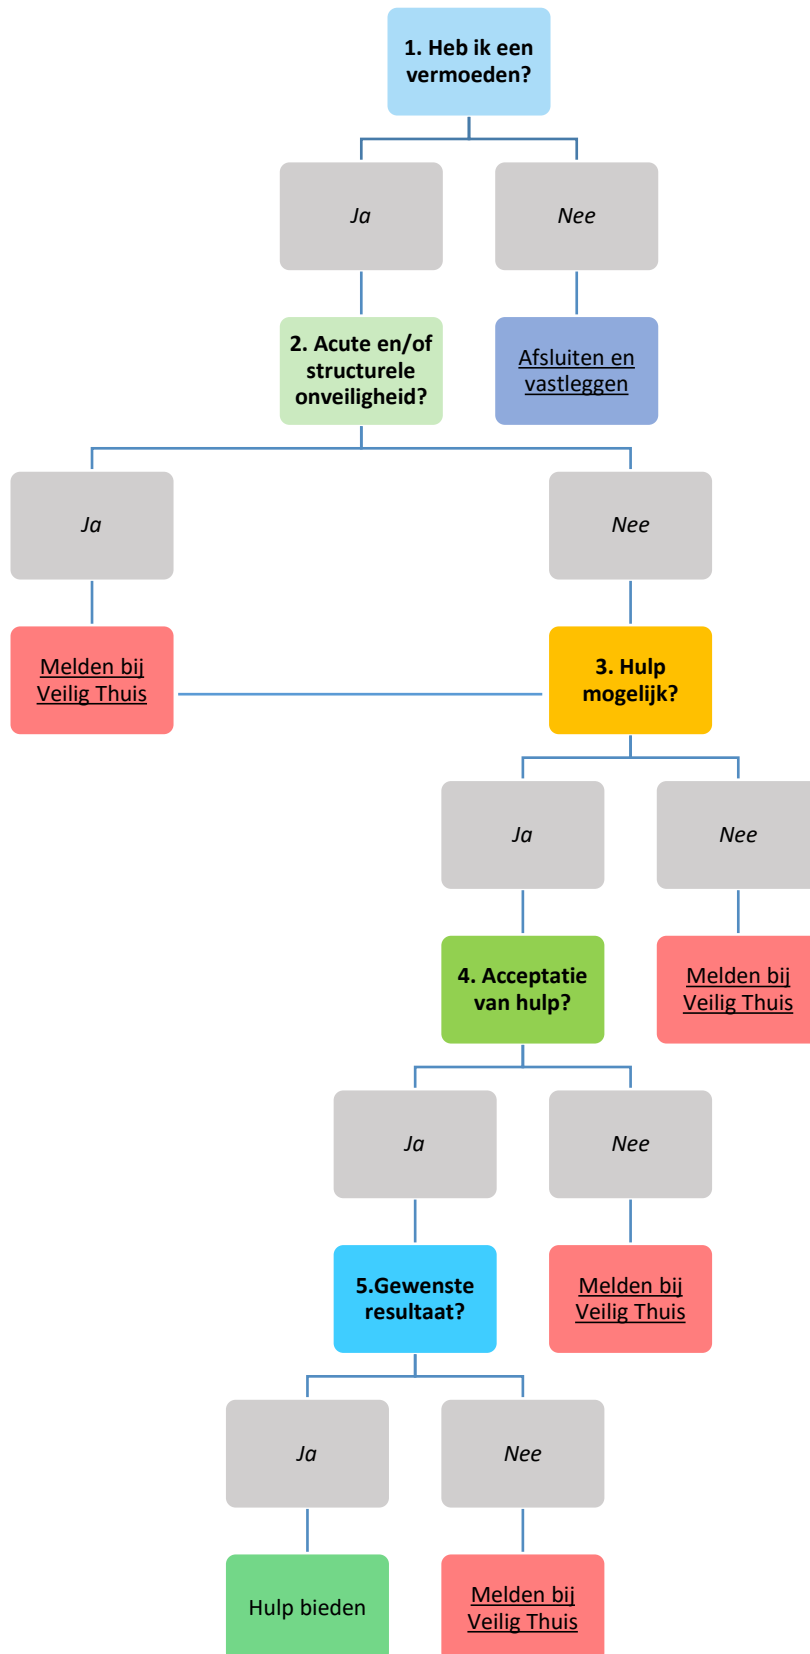 1. Heb ik een
vermoeden?
Ja
Nee
2. Acute en/of
structurele
onveiligheid?
Afsluiten en
vastleggen
Ja
Nee
Melden bij
Veilig Thuis
3. Hulp
mogelijk?
Ja
Nee
4. Acceptatie
van hulp?
Melden bij
Veilig Thuis
Ja
Nee
5.Gewenste
resultaat?
Melden bij
Veilig Thuis
Ja
Nee
Hulp bieden
Melden bij
Veilig Thuis